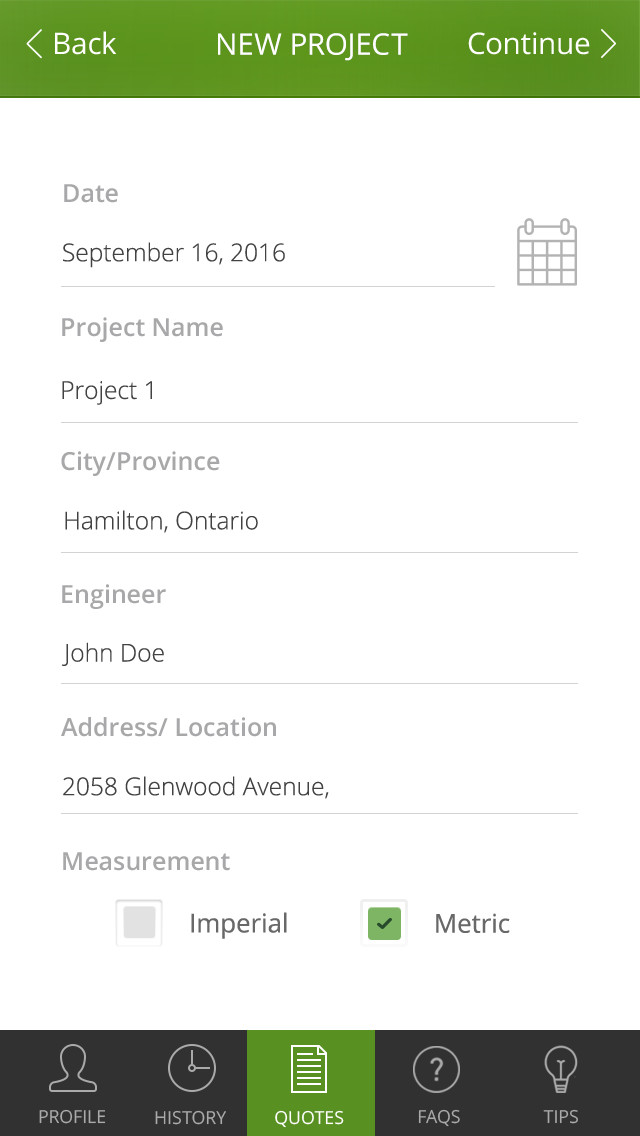 Back NEW PROJECT Continue
Date
September 16, 2016
Project Name
Project 1
City/Province
Hamilton, Ontario
Engineer
John Doe
Address/ Location
2058 Glenwood Avenue,
Measurement
Imperial Metric
?
PROFILE HISTORY QUOTES FAQS TIPS